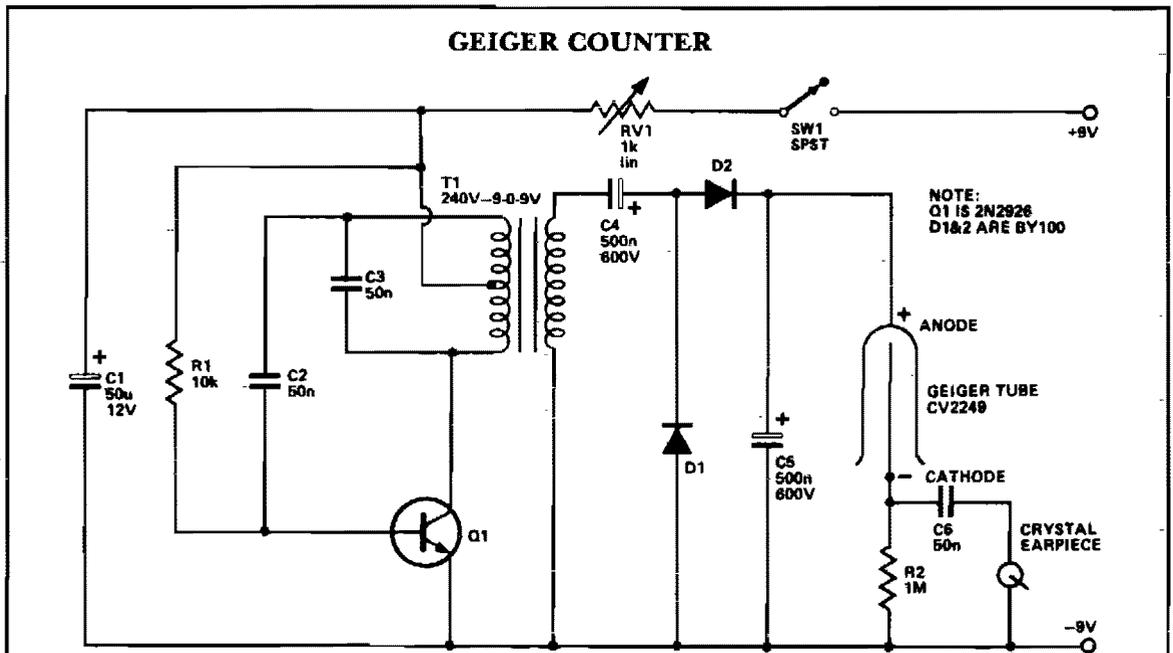 GEIGER COUNTER
RV1
1k
lin
SW1
SPST
+9V
T1
240V—9-0-9V
D2
C4
500n
600V
+
NOTE:
Q1 IS 2N2926
D1&2 ARE BY100
C3
50n
+
ANODE
GEIGER TUBE
CV2249
+
C1
50u
12V
R1
10k
C2
50n
D1
+
C5
500n
600V
− CATHODE
C6
50n
CRYSTAL
EARPIECE
Q1
R2
1M
−9V